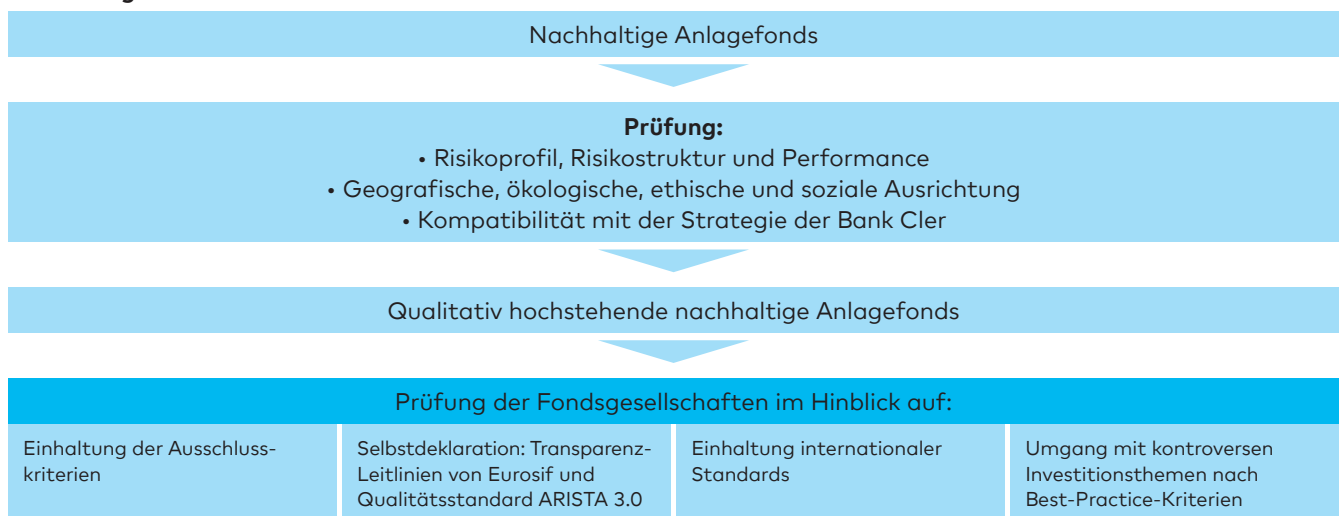 Nachhaltige Anlagefonds
Prüfung:
• Risikoprofil, Risikostruktur und Performance
• Geografische, ökologische, ethische und soziale Ausrichtung
• Kompatibilität mit der Strategie der Bank Cler
Qualitativ hochstehende nachhaltige Anlagefonds
Prüfung der Fondsgesellschaften im Hinblick auf:
Einhaltung der Ausschluss-
kriterien
Selbstdeklaration: Transparenz-
Leitlinien von Eurosif und
Qualitätsstandard ARISTA 3.0
Einhaltung internationaler
Standards
Umgang mit kontroversen
Investitionsthemen nach
Best-Practice-Kriterien